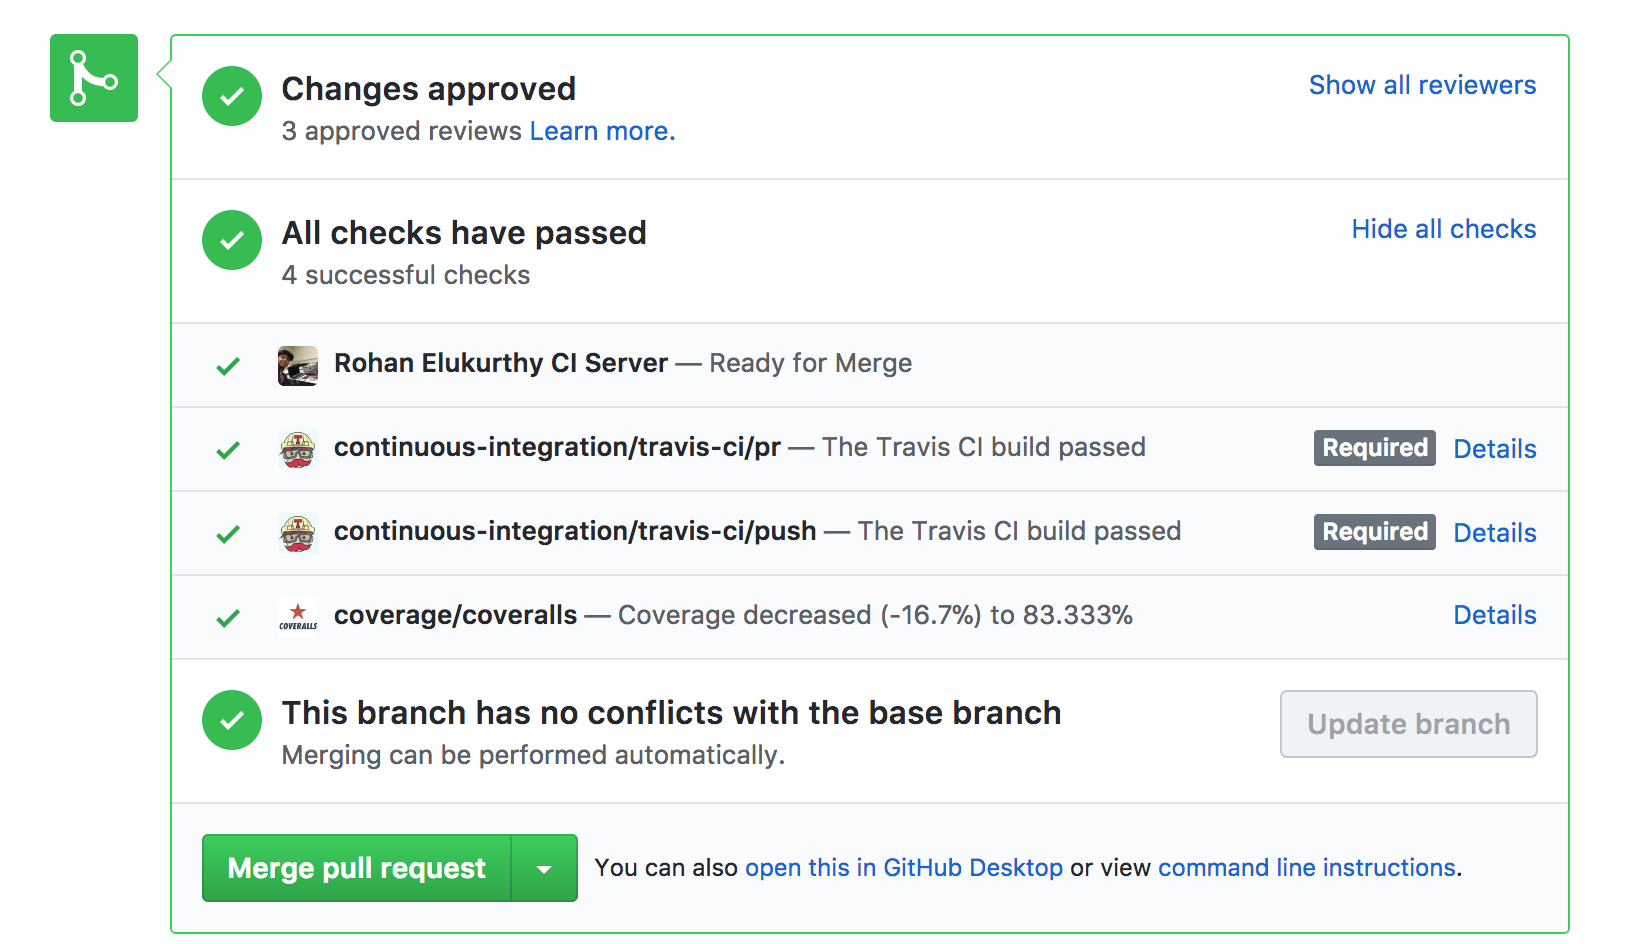 Changes approved
Show all reviewers
3 approved reviews Learn more.
All checks have passed
Hide all checks
4 successful checks
Rohan Elukurthy CI Server — Ready for Merge
continuous-integration/travis-ci/pr — The Travis CI build passed Required Details
continuous-integration/travis-ci/push — The Travis CI build passed Required Details
COVERALLS coverage/coveralls — Coverage decreased (-16.7%) to 83.333% Details
This branch has no conflicts with the base branch
Update branch
Merging can be performed automatically.
Merge pull request You can also open this in GitHub Desktop or view command line instructions.